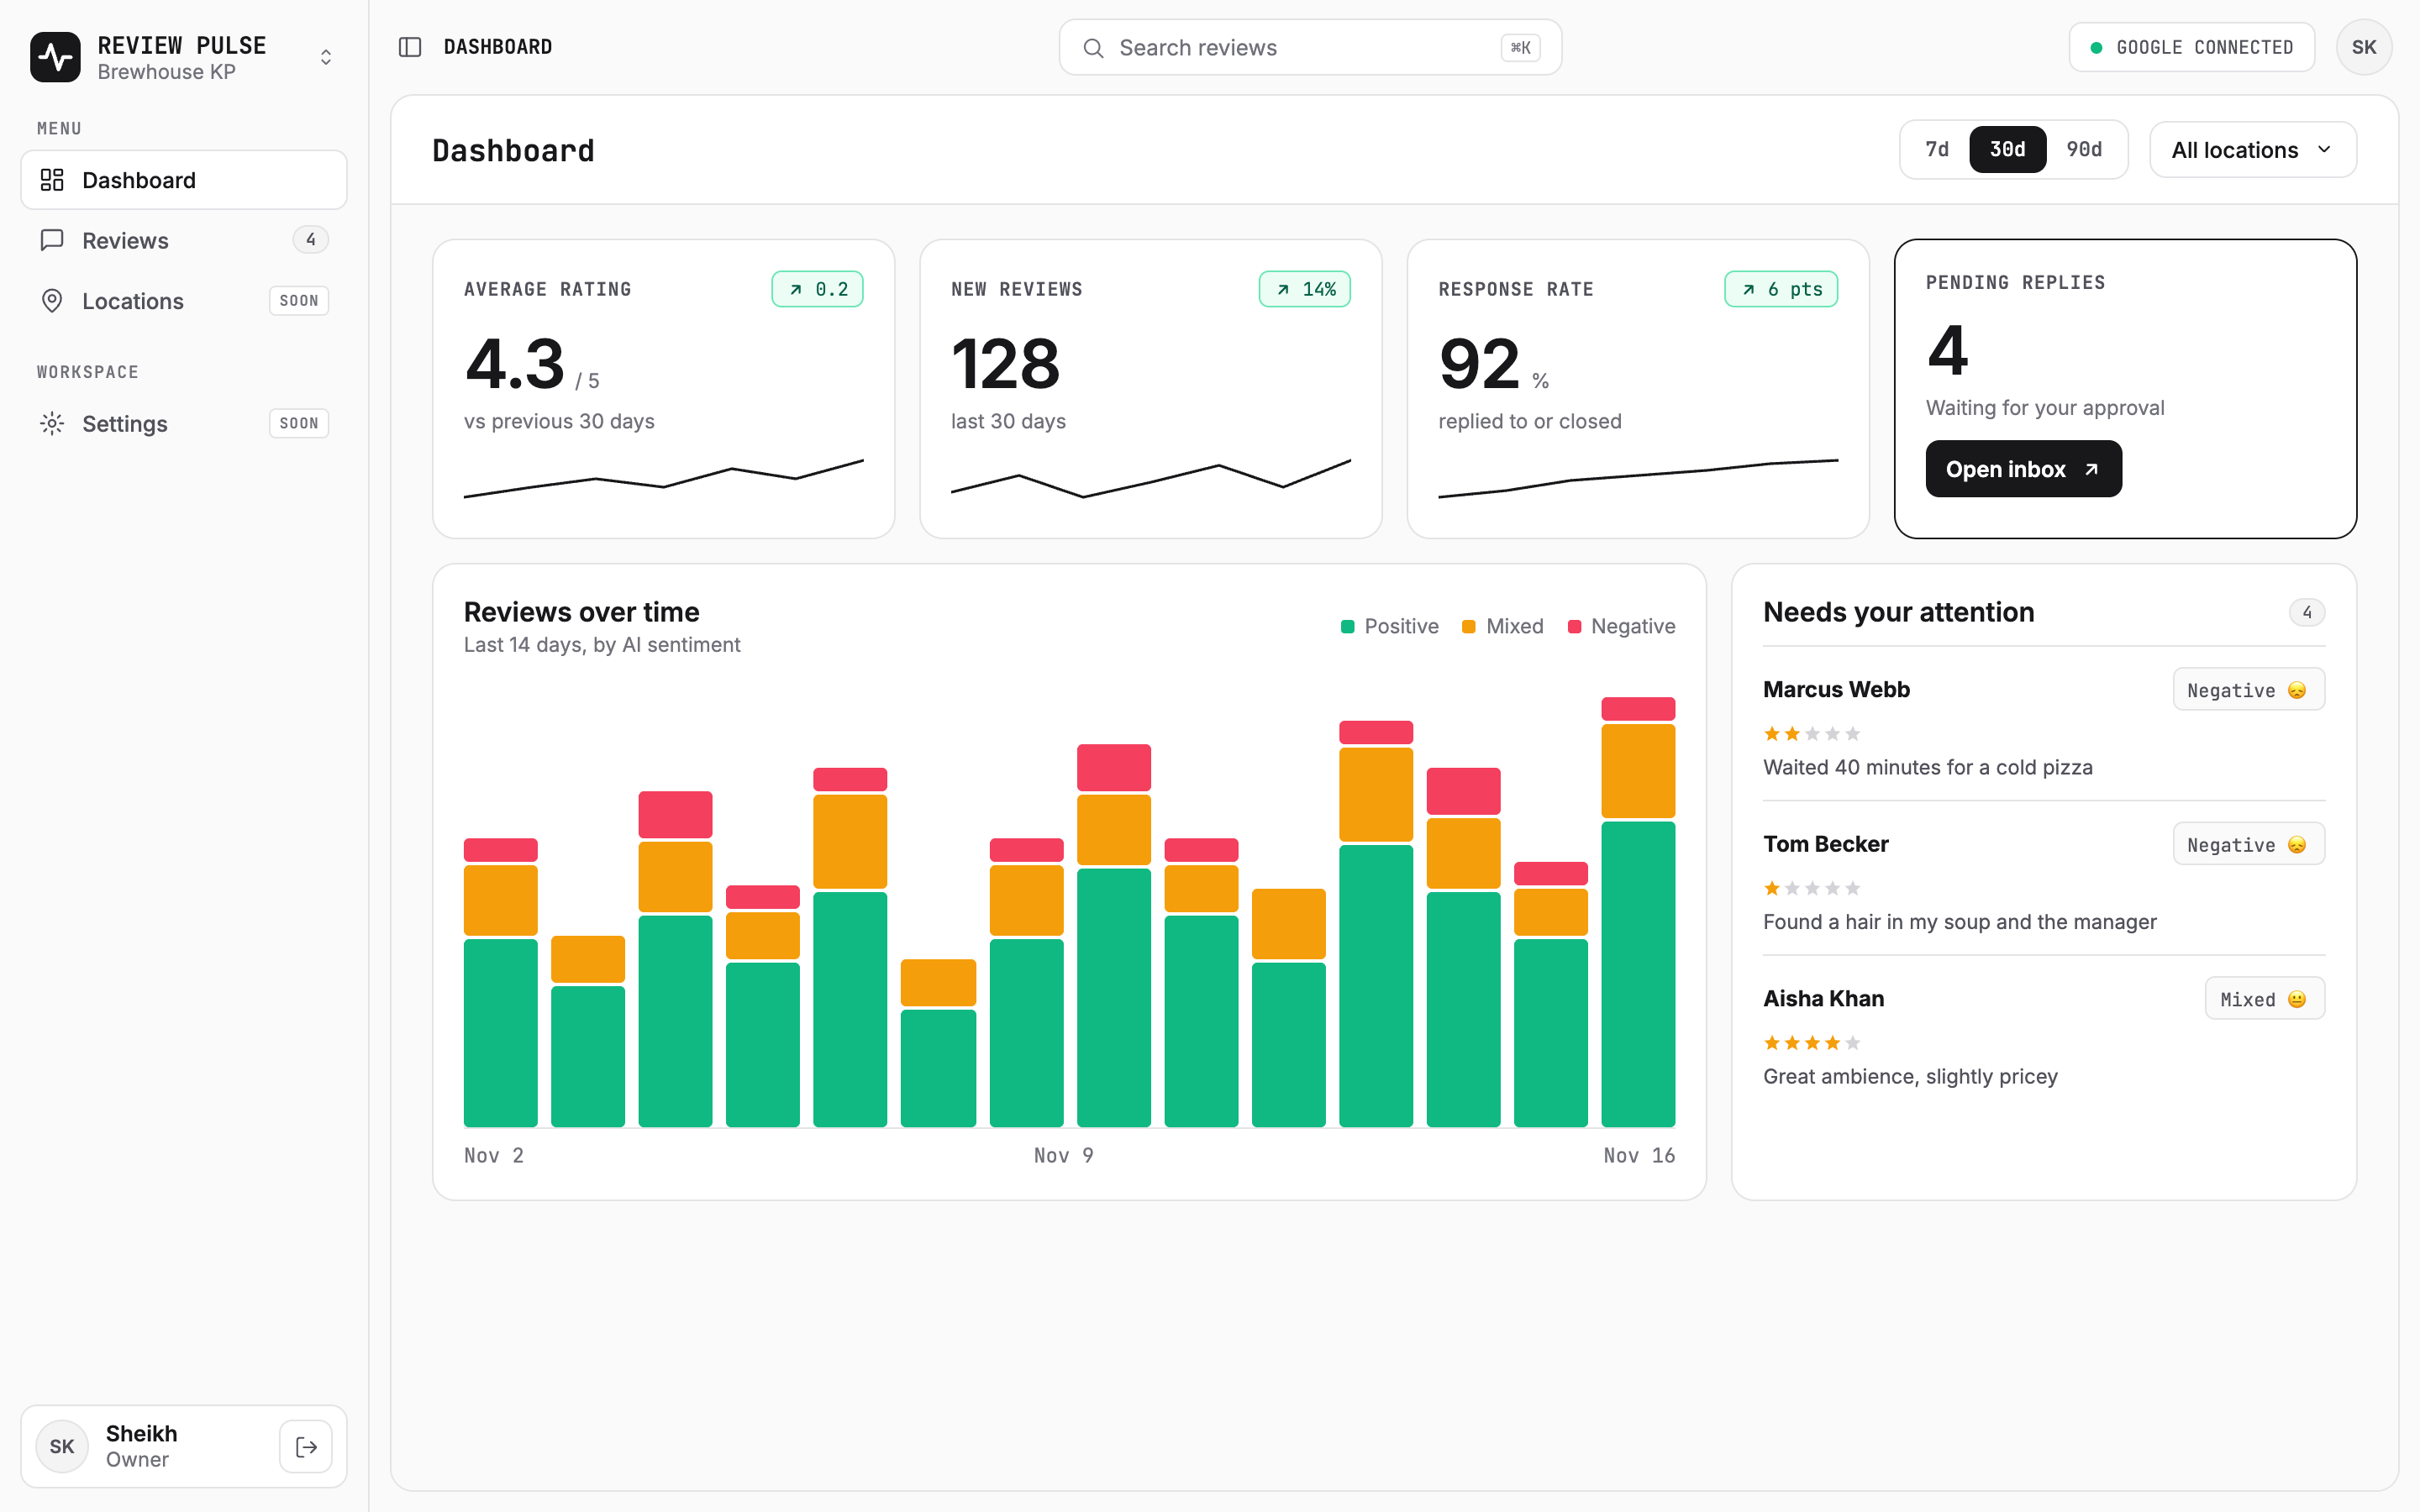 REVIEW PULSE
Brewhouse KP
MENU
Dashboard
Reviews 4
Locations SOON
WORKSPACE
Settings SOON
Sheikh
SK
Owner
DASHBOARD
Search reviews ⌘K
GOOGLE CONNECTED
SK
Dashboard
7d 30d 90d
All locations
AVERAGE RATING 0.2
4.3 / 5
vs previous 30 days
NEW REVIEWS 14%
128
last 30 days
RESPONSE RATE 6 pts
92 %
replied to or closed
PENDING REPLIES
4
Waiting for your approval
Open inbox
Reviews over time
Last 14 days, by AI sentiment
Positive Mixed Negative
Nov 2 Nov 9 Nov 16
Needs your attention 4
Marcus Webb Negative 😞
Waited 40 minutes for a cold pizza
Tom Becker Negative 😞
Found a hair in my soup and the manager
Aisha Khan Mixed 😐
Great ambience, slightly pricey